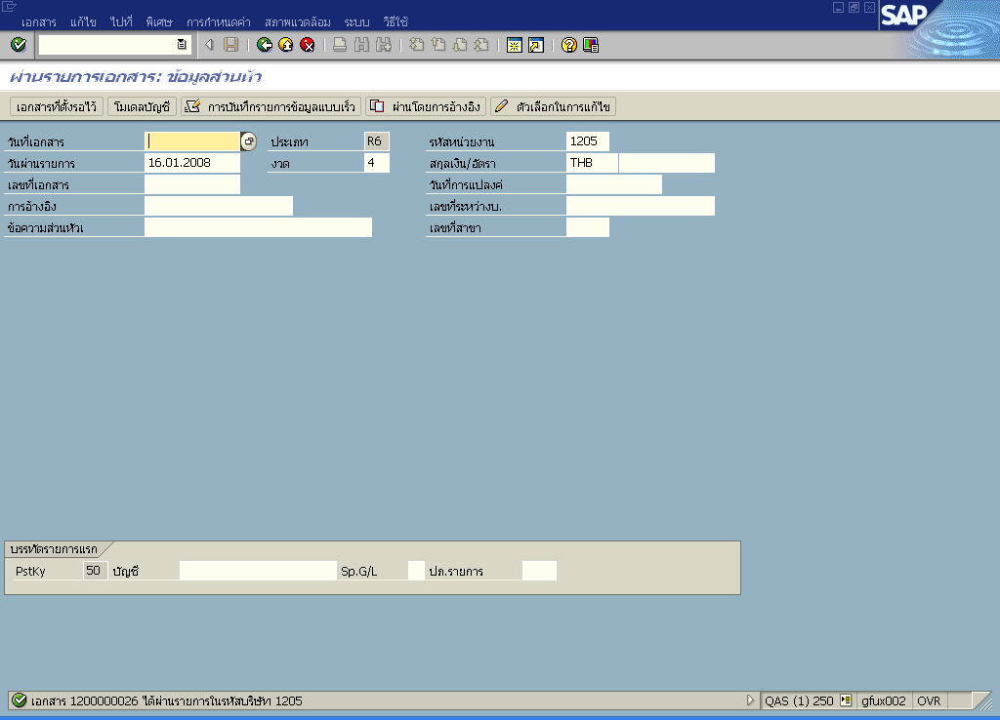 เอกสาร แก้ไข ไปที่ พิเศษ การกำหนดค่า สภาพแวดล้อม ระบบ วิธีใช้
SAP
ผ่านรายการเอกสาร: ข้อมูลส่วนหัว
เอกสารที่ตั้งรอไว้ โมเดลบัญชี การบันทึกรายการข้อมูลแบบเร็ว ผ่านโดยการอ้างอิง ตัวเลือกในการแก้ไข
วันที่เอกสาร ประเภท R6 รหัสหน่วยงาน 1205
วันผ่านรายการ 16.01.2008 งวด 4 สกุลเงิน/อัตรา THB
เลขที่เอกสาร วันที่การแปลงค่
การอ้างอิง เลขที่ระหว่างบ.
ข้อความส่วนหัวเ เลขที่สาขา
บรรทัดรายการแรก
PstKy 50 บัญชี Sp.G/L ปภ.รายการ
เอกสาร 1200000026 ได้ผ่านรายการในรหัสบริษัท 1205 QAS (1) 250 gfux002 OVR